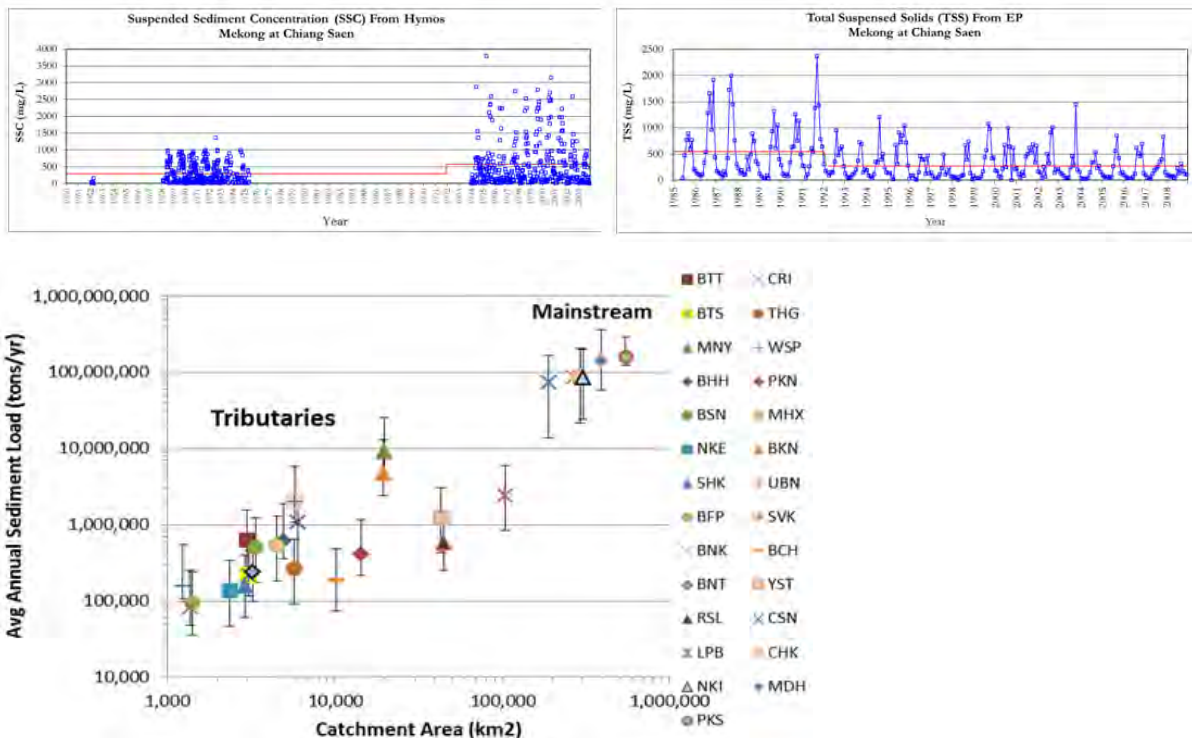 Suspended Sediment Concentration (SSC) From Hymos
Mekong at Chiang Saen
4000
3500
3000
2500
2000
1500
1000
500
0
SSC (mg/L)
Year
Total Suspensed Solids (TSS) From EP
Mekong at Chiang Saen
2500
2000
1500
1000
500
0
TSS (mg/L)
1985
1986
1987
1988
1989
1990
1991
1992
1993
1994
1995
1996
1997
1998
1999
2000
2001
2002
2003
2004
2005
2006
2007
2008
Year
Avg Annual Sediment Load (tons/yr)
1,000,000,000
100,000,000
10,000,000
1,000,000
100,000
10,000
Tributaries
Mainstream
1,000
10,000
100,000
1,000,000
Catchment Area (km2)
BTT CRI
BTS THG
MNY WSP
BHH PKN
BSN MHX
NKE BKN
SHK UBN
BFP SVK
BNK BCH
BNT YST
RSL CSN
LPB CHK
NKI MDH
PKS